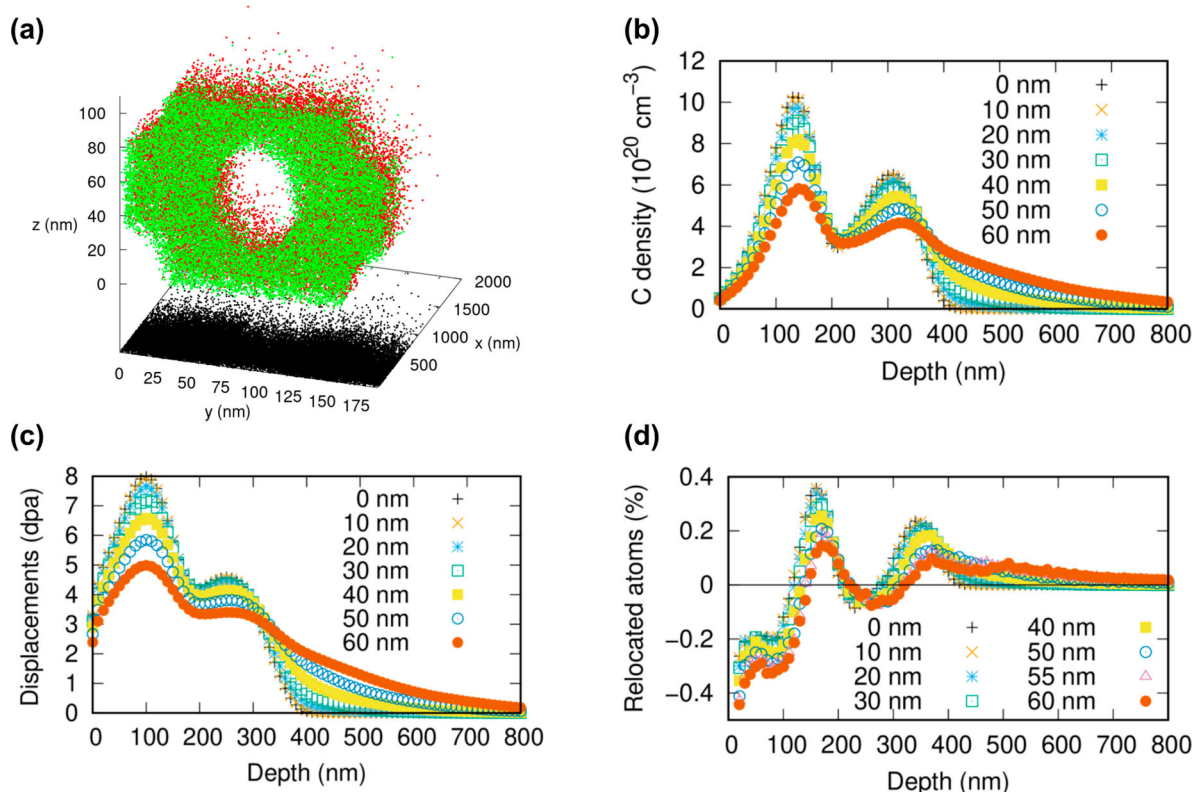 (a)
100
80
60
40
20
0
z (nm)
0
25
50
75
100
125
150
175
y (nm)
500
1000
1500
2000
x (nm)
(b)
12
10
8
6
4
2
0
C density (10²⁰ cm⁻³)
0 nm
10 nm
20 nm
30 nm
40 nm
50 nm
60 nm
0 100 200 300 400 500 600 700 800
Depth (nm)
(c)
8
7
6
5
4
3
2
1
0
Displacements (dpa)
0 nm
10 nm
20 nm
30 nm
40 nm
50 nm
60 nm
0 100 200 300 400 500 600 700 800
Depth (nm)
(d)
0.4
0.2
0
−0.2
−0.4
Relocated atoms (%)
0 nm 40 nm
10 nm 50 nm
20 nm 55 nm
30 nm 60 nm
0 100 200 300 400 500 600 700 800
Depth (nm)